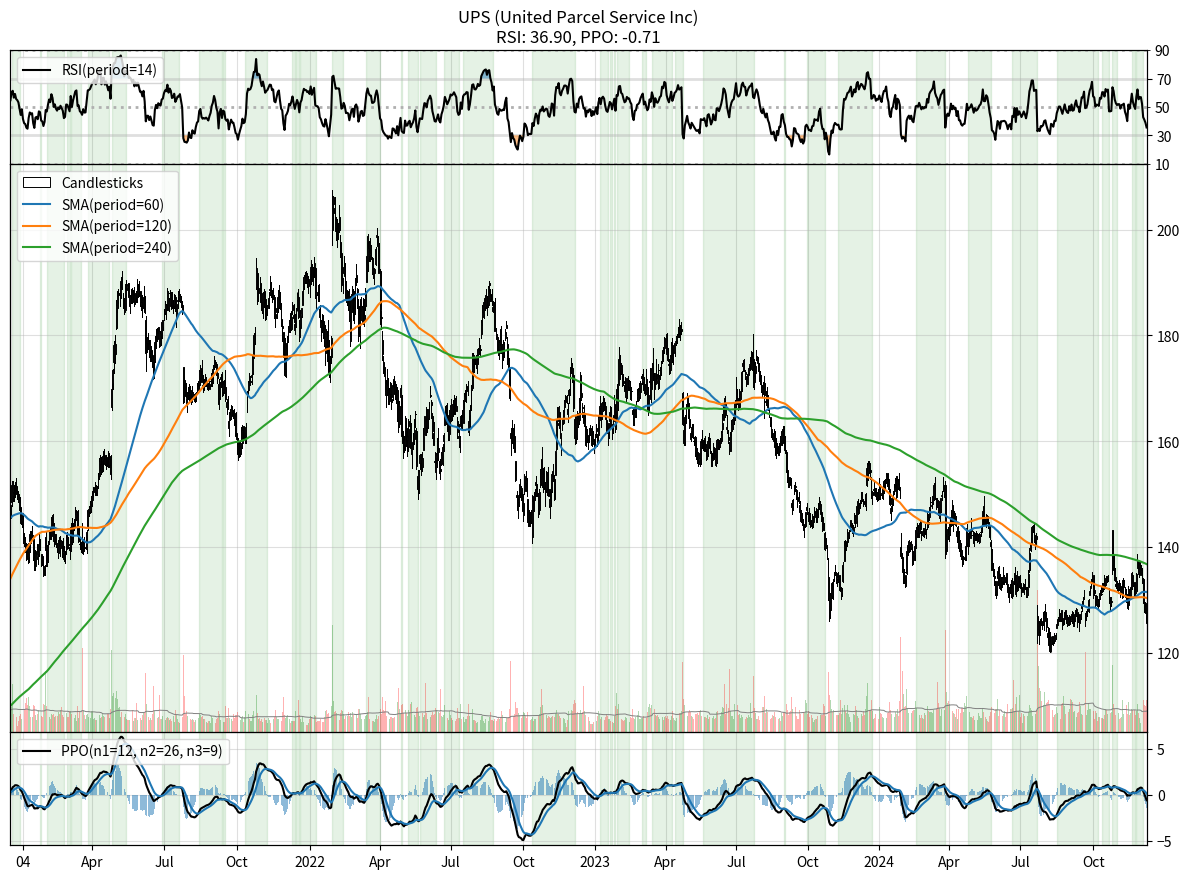 UPS (United Parcel Service Inc)
RSI: 36.90, PPO: -0.71
RSI(period=14)
90
70
50
30
10
Candlesticks
SMA(period=60)
SMA(period=120)
SMA(period=240)
200
180
160
140
120
PPO(n1=12, n2=26, n3=9)
5
0
−5
04 Apr Jul Oct 2022 Apr Jul Oct 2023 Apr Jul Oct 2024 Apr Jul Oct